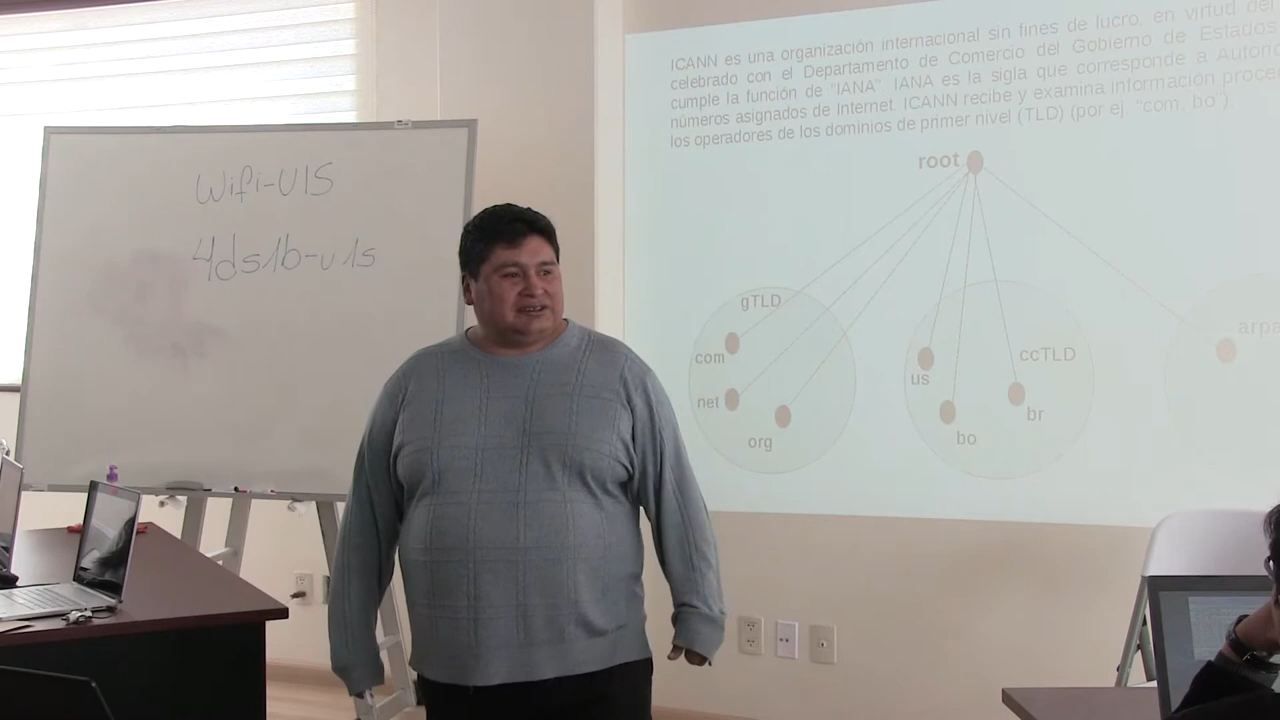 Wifi-U1S
4ds1b-u1s
ICANN es una organización internacional sin fines de lucro, en virtud del
celebrado con el Departamento de Comercio del Gobierno de Estados
cumple la función de "IANA". IANA es la sigla que corresponde a Autori
números asignados de Internet. ICANN recibe y examina información proce
los operadores de los dominios de primer nivel (TLD) (por ej. "com, bo").
root
gTLD
com
net
org
ccTLD
us
bo
br
arpa